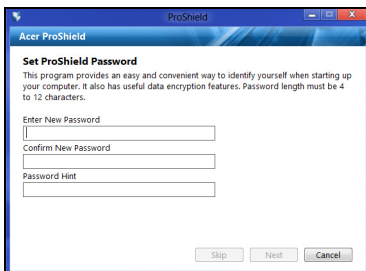 ProShield
Acer ProShield
Set ProShield Password
This program provides an easy and convenient way to identify yourself when starting up
your computer. It also has useful data encryption features. Password length must be 4
to 12 characters.
Enter New Password
Confirm New Password
Password Hint
Skip Next Cancel